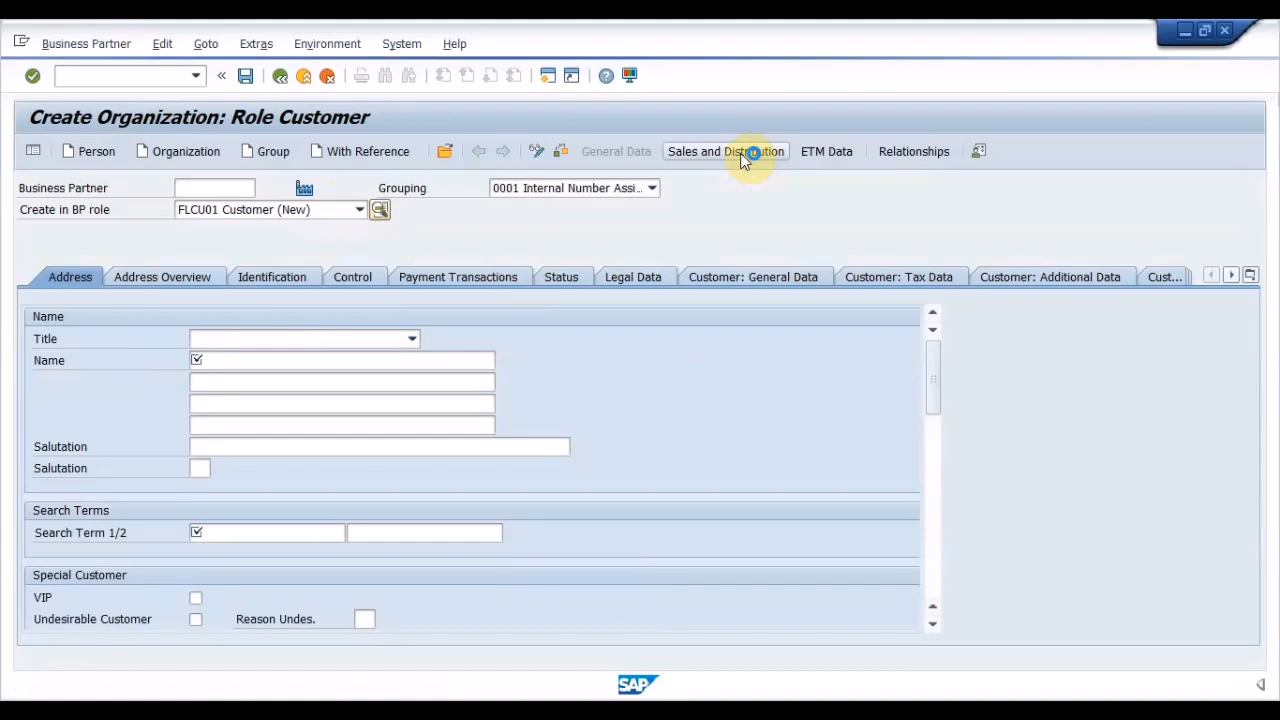 Business Partner Edit Goto Extras Environment System Help
Create Organization: Role Customer
Person Organization Group With Reference General Data Sales and Distribution ETM Data Relationships
Business Partner Grouping 0001 Internal Number Assi...
Create in BP role FLCU01 Customer (New)
Address Address Overview Identification Control Payment Transactions Status Legal Data Customer: General Data Customer: Tax Data Customer: Additional Data Cust...
Name
Title
Name
Salutation
Salutation
Search Terms
Search Term 1/2
Special Customer
VIP
Undesirable Customer Reason Undes.
SAP